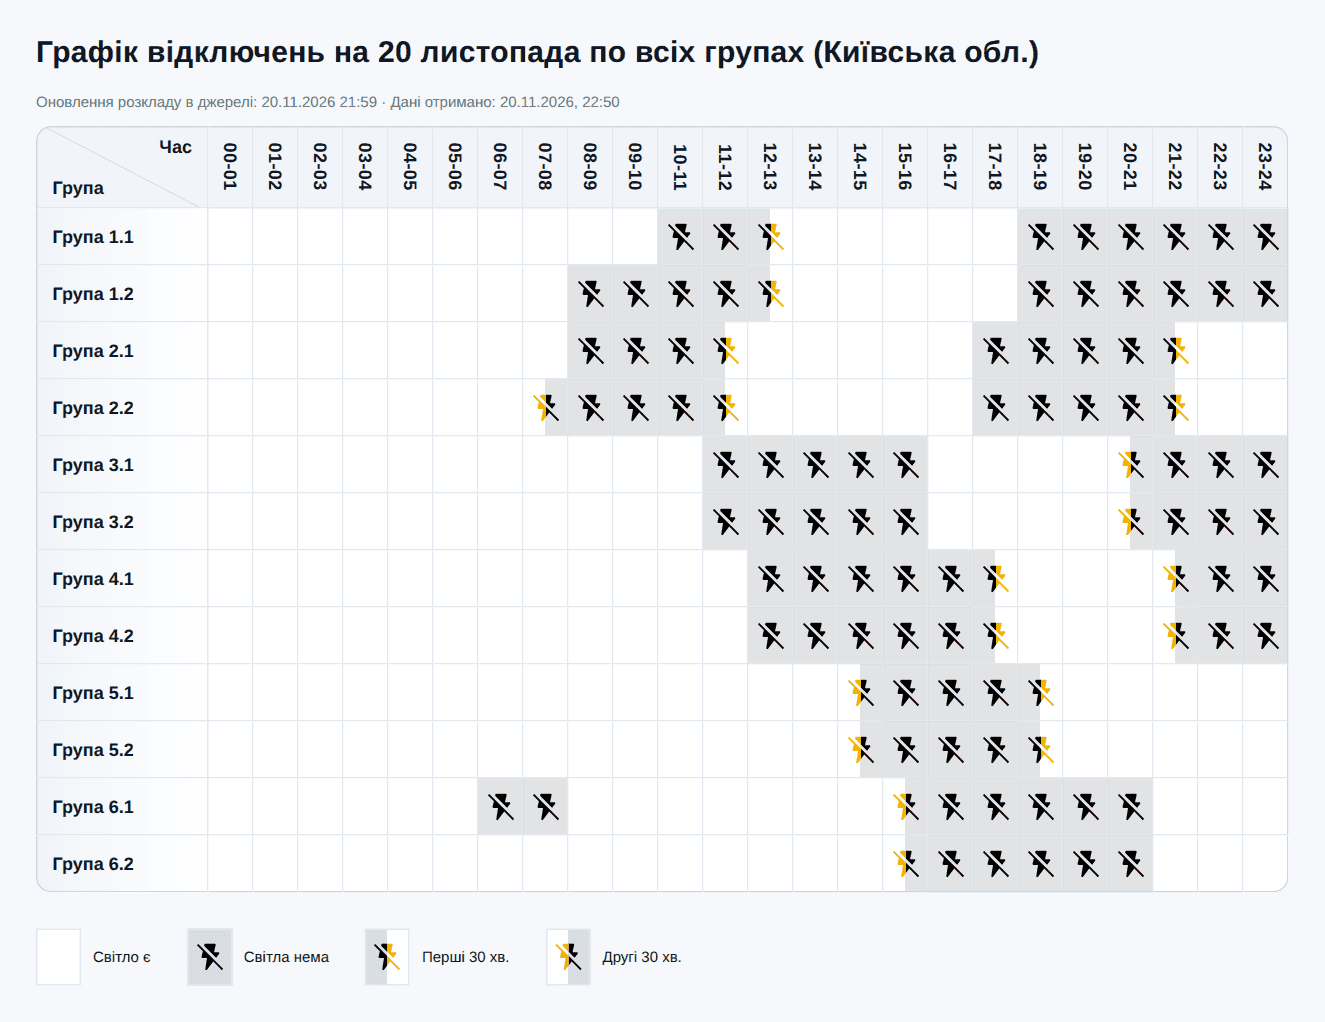 Графік відключень на 20 листопада по всіх групах (Київська обл.)
Оновлення розкладу в джерелі: 20.11.2026 21:59 · Дані отримано: 20.11.2026, 22:50
Час
Група
00-01 01-02 02-03 03-04 04-05 05-06 06-07 07-08 08-09 09-10 10-11 11-12 12-13 13-14 14-15 15-16 16-17 17-18 18-19 19-20 20-21 21-22 22-23 23-24
Група 1.1
Група 1.2
Група 2.1
Група 2.2
Група 3.1
Група 3.2
Група 4.1
Група 4.2
Група 5.1
Група 5.2
Група 6.1
Група 6.2
Світло є
Світла нема
Перші 30 хв.
Другі 30 хв.